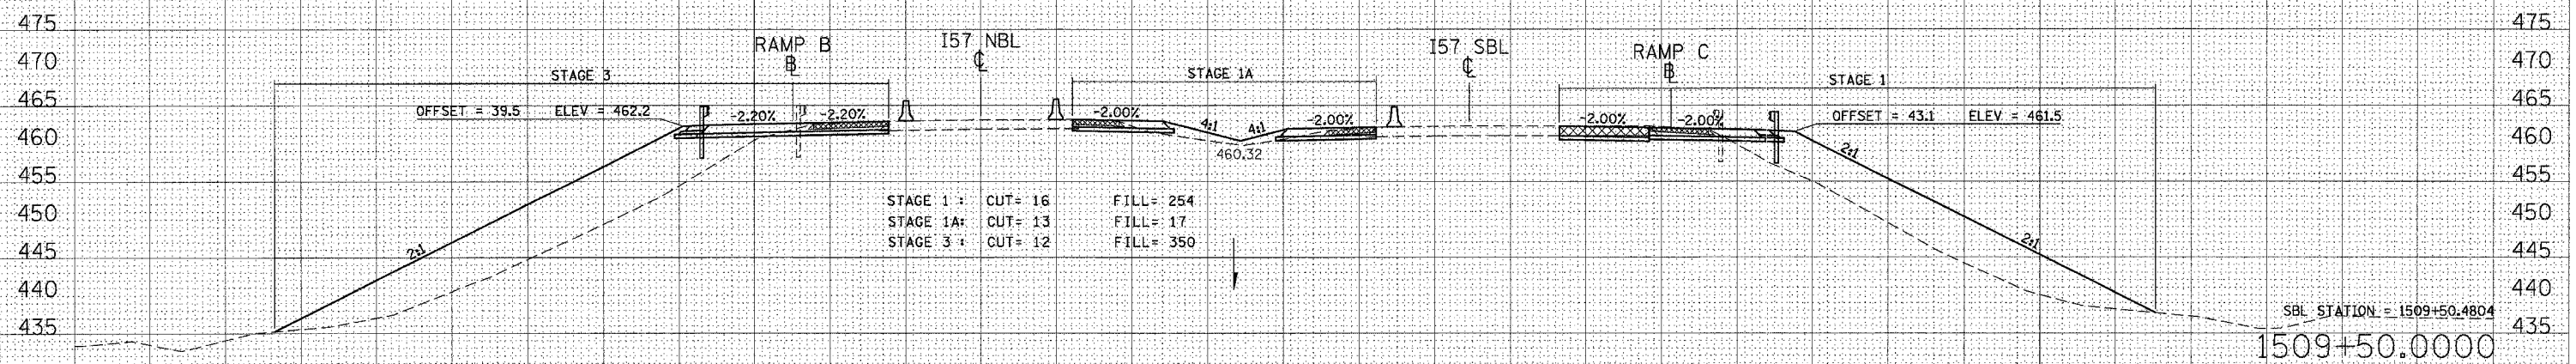 475 475
470 470
465 465
460 460
455 455
450 450
445 445
440 440
435 435
RAMP B
B
I57 NBL
℄
I57 SBL
℄
RAMP C
B
STAGE 3
STAGE 1A
STAGE 1
OFFSET = 39.5 ELEV = 462.2
-2.20% -2.20%
-2.00%
4:1 4:1
-2.00%
460.32
-2.00% -2.00%
OFFSET = 43.1 ELEV = 461.5
2:1
2:1
2:1
STAGE 1 : CUT= 16 FILL= 254
STAGE 1A: CUT= 13 FILL= 17
STAGE 3 : CUT= 12 FILL= 350
SBL STATION = 1509+50.4804
1509+50.0000